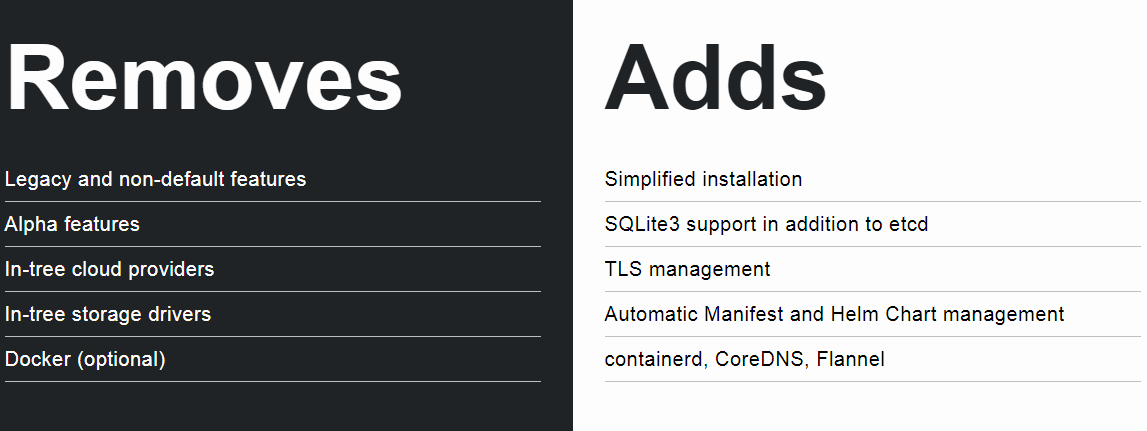 Removes
Legacy and non-default features
Alpha features
In-tree cloud providers
In-tree storage drivers
Docker (optional)
Adds
Simplified installation
SQLite3 support in addition to etcd
TLS management
Automatic Manifest and Helm Chart management
containerd, CoreDNS, Flannel